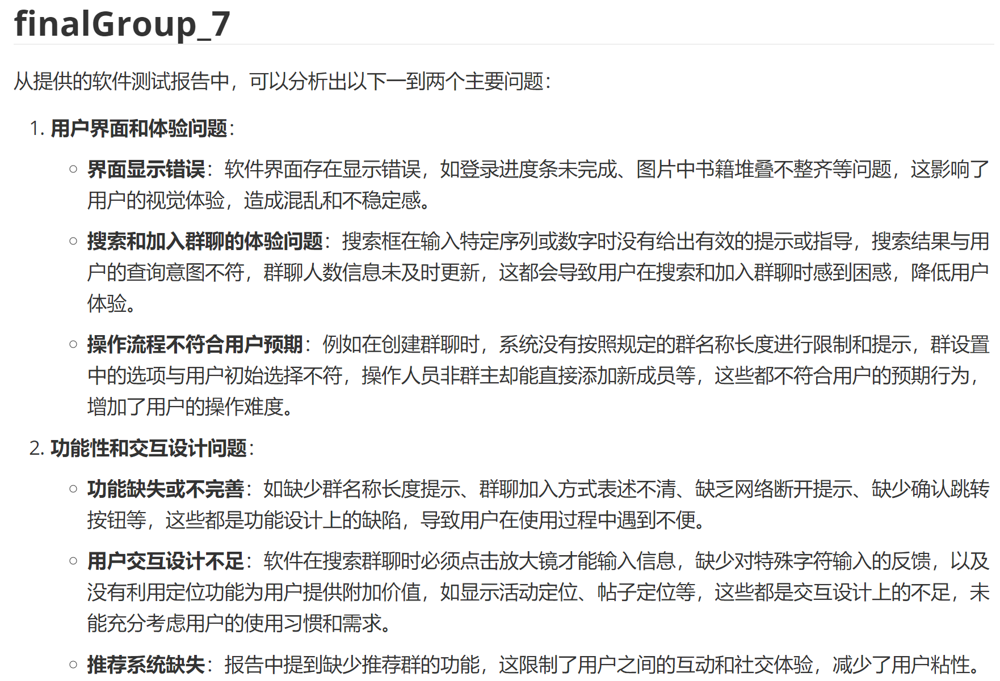 finalGroup_7
从提供的软件测试报告中，可以分析出以下一到两个主要问题：
1. 用户界面和体验问题：
○ 界面显示错误：软件界面存在显示错误，如登录进度条未完成、图片中书籍堆叠不整齐等问题，这影响了
用户的视觉体验，造成混乱和不稳定感。
○ 搜索和加入群聊的体验问题：搜索框在输入特定序列或数字时没有给出有效的提示或指导，搜索结果与用
户的查询意图不符，群聊人数信息未及时更新，这都会导致用户在搜索和加入群聊时感到困惑，降低用户
体验。
○ 操作流程不符合用户预期：例如在创建群聊时，系统没有按照规定的群名称长度进行限制和提示，群设置
中的选项与用户初始选择不符，操作人员非群主却能直接添加新成员等，这些都不符合用户的预期行为，
增加了用户的操作难度。
2. 功能性和交互设计问题：
○ 功能缺失或不完善：如缺少群名称长度提示、群聊加入方式表述不清、缺乏网络断开提示、缺少确认跳转
按钮等，这些都是功能设计上的缺陷，导致用户在使用过程中遇到不便。
○ 用户交互设计不足：软件在搜索群聊时必须点击放大镜才能输入信息，缺少对特殊字符输入的反馈，以及
没有利用定位功能为用户提供附加价值，如显示活动定位、帖子定位等，这些都是交互设计上的不足，未
能充分考虑用户的使用习惯和需求。
○ 推荐系统缺失：报告中提到缺少推荐群的功能，这限制了用户之间的互动和社交体验，减少了用户粘性。